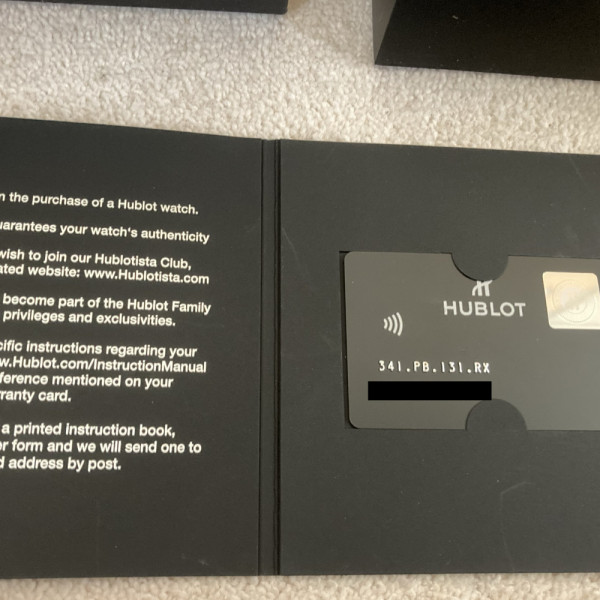 n the purchase of a Hublot watch.
uarantees your watch's authenticity
wish to join our Hublotista Club,
ated website: www.Hublotista.com
become part of the Hublot Family
privileges and exclusivities.
cific instructions regarding your
w.Hublot.com/InstructionManual
ference mentioned on your
rranty card.
a printed instruction book,
er form and we will send one to
d address by post.
HUBLOT
341.PB.131.RX